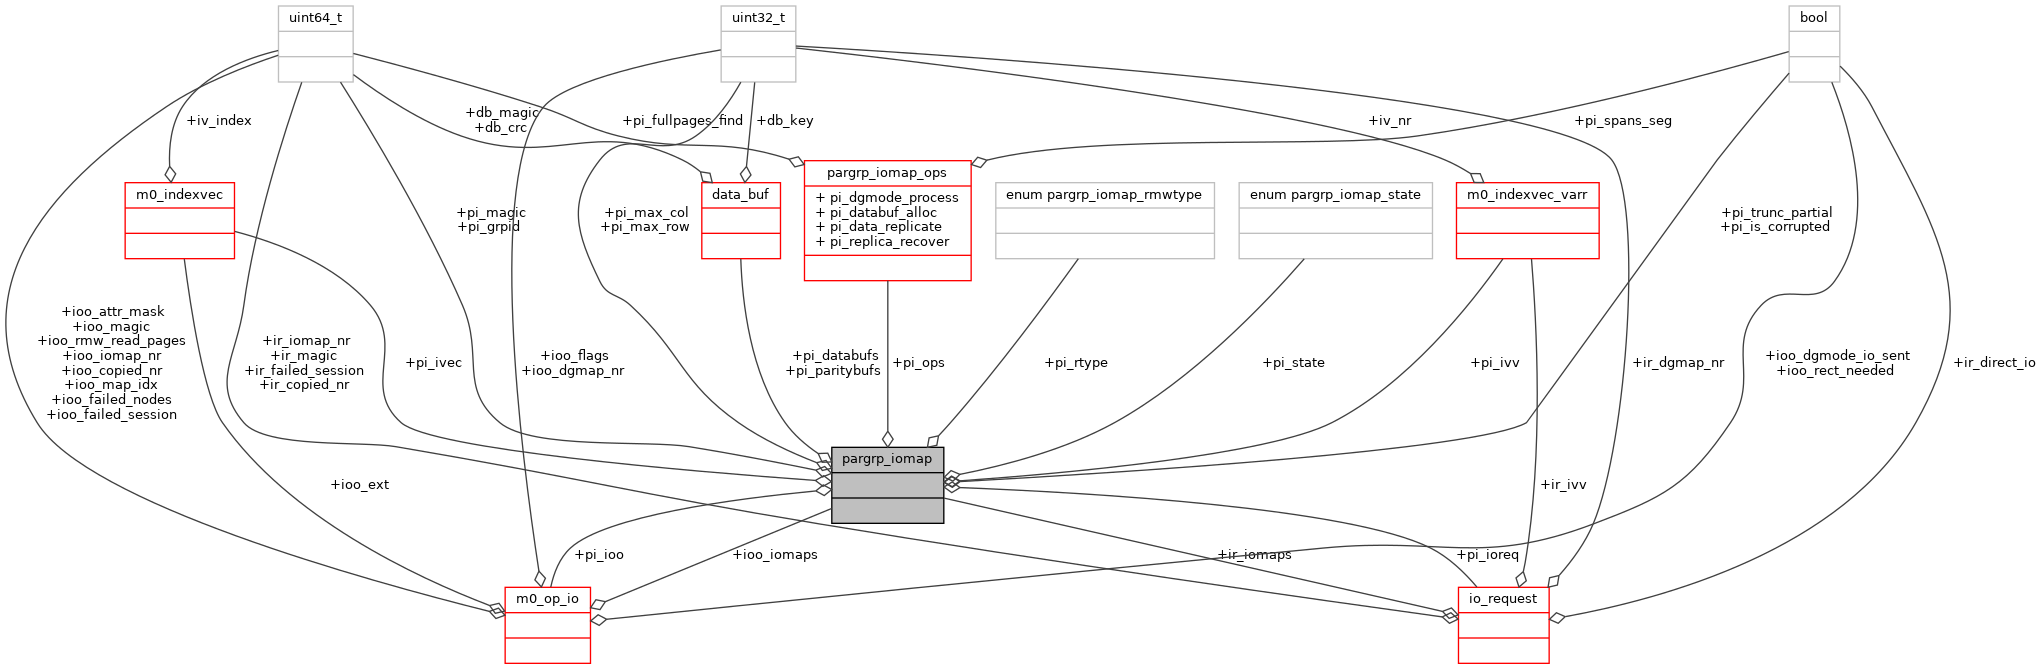 uint64_t
uint32_t
bool
+iv_index
+db_magic
+db_crc
+pi_fullpages_find
+db_key
+iv_nr
+pi_spans_seg
m0_indexvec
+pi_magic
+pi_grpid
+pi_max_col
+pi_max_row
data_buf
pargrp_iomap_ops
+ pi_dgmode_process
+ pi_databuf_alloc
+ pi_data_replicate
+ pi_replica_recover
enum pargrp_iomap_rmwtype
enum pargrp_iomap_state
m0_indexvec_varr
+pi_trunc_partial
+pi_is_corrupted
+ioo_attr_mask
+ioo_magic
+ioo_rmw_read_pages
+ioo_iomap_nr
+ioo_copied_nr
+ioo_map_idx
+ioo_failed_nodes
+ioo_failed_session
+ir_iomap_nr
+ir_magic
+ir_failed_session
+ir_copied_nr
+pi_ivec
+ioo_flags
+ioo_dgmap_nr
+pi_databufs
+pi_paritybufs
+pi_ops
+pi_rtype
+pi_state
+pi_ivv
+ir_dgmap_nr
+ioo_dgmode_io_sent
+ioo_rect_needed
+ir_direct_io
pargrp_iomap
+ioo_ext
+ir_ivv
+pi_ioo
+ioo_iomaps
+ir_iomaps
+pi_ioreq
m0_op_io
io_request